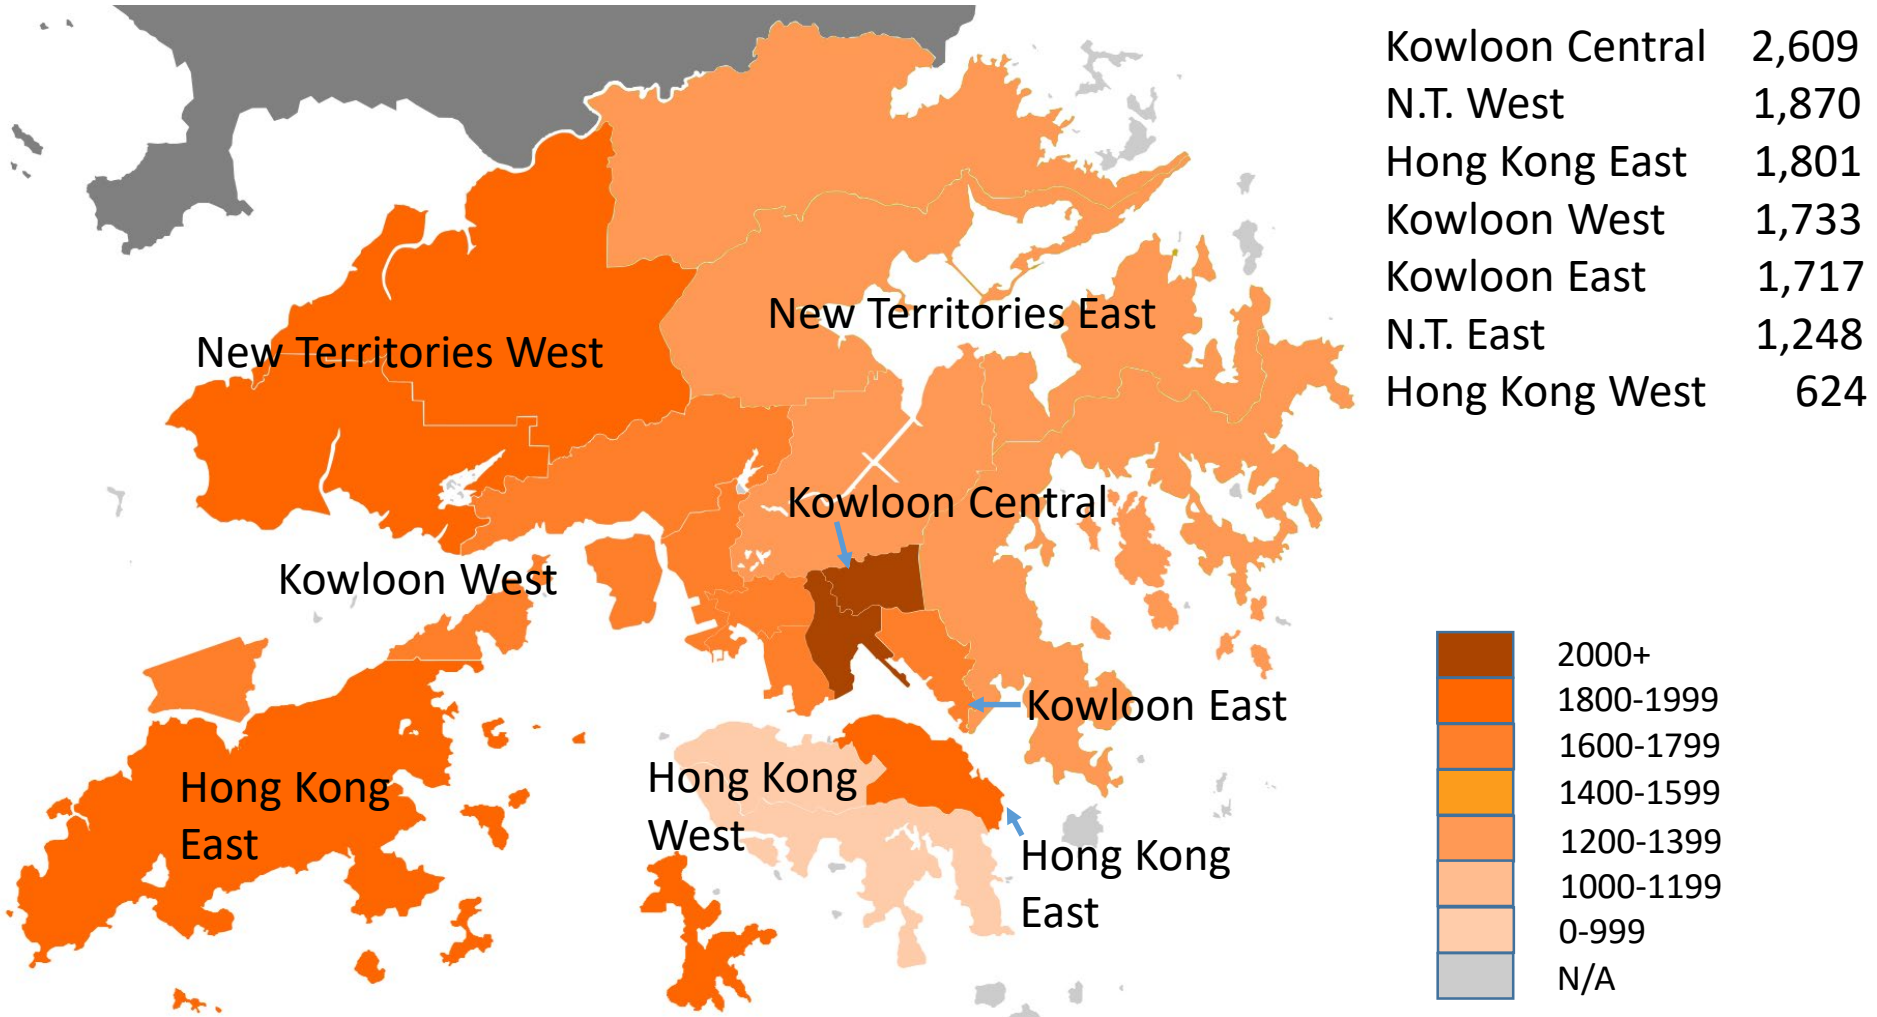 Kowloon Central 2,609
N.T. West 1,870
Hong Kong East 1,801
Kowloon West 1,733
Kowloon East 1,717
N.T. East 1,248
Hong Kong West 624
New Territories East
New Territories West
Kowloon Central
Kowloon West
Kowloon East
Hong Kong
East
Hong Kong
West
Hong Kong
East
2000+
1800-1999
1600-1799
1400-1599
1200-1399
1000-1199
0-999
N/A